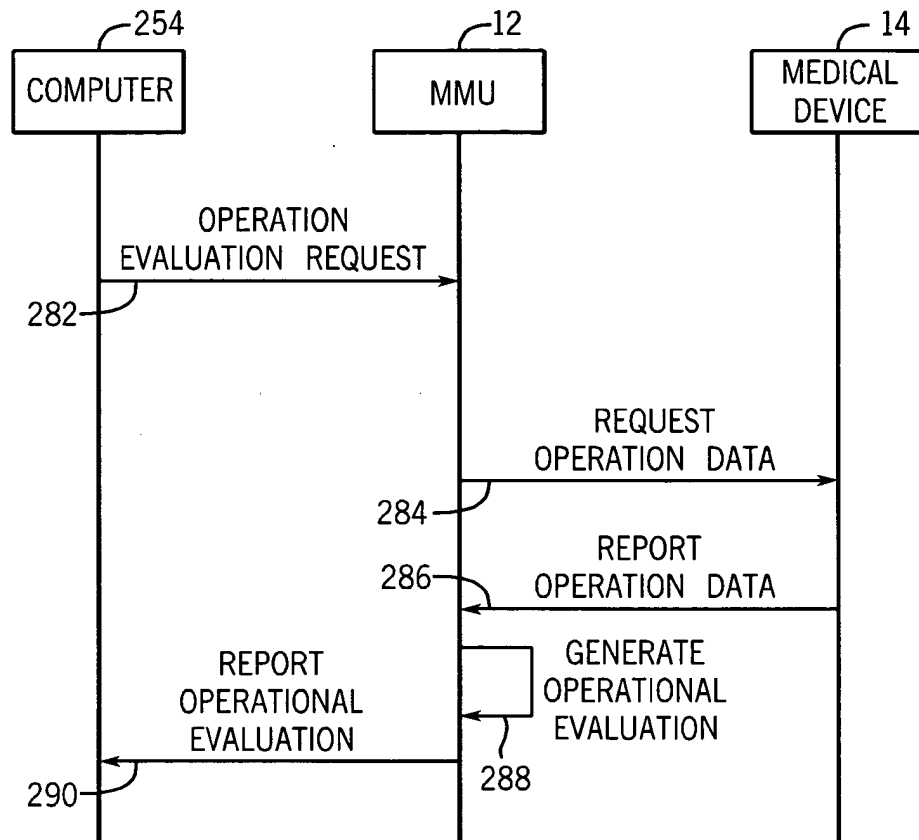 254
12
14
COMPUTER
MMU
MEDICAL
DEVICE
OPERATION
EVALUATION REQUEST
282
REQUEST
OPERATION DATA
284
REPORT
OPERATION DATA
286
GENERATE
OPERATIONAL
EVALUATION
288
REPORT
OPERATIONAL
EVALUATION
290